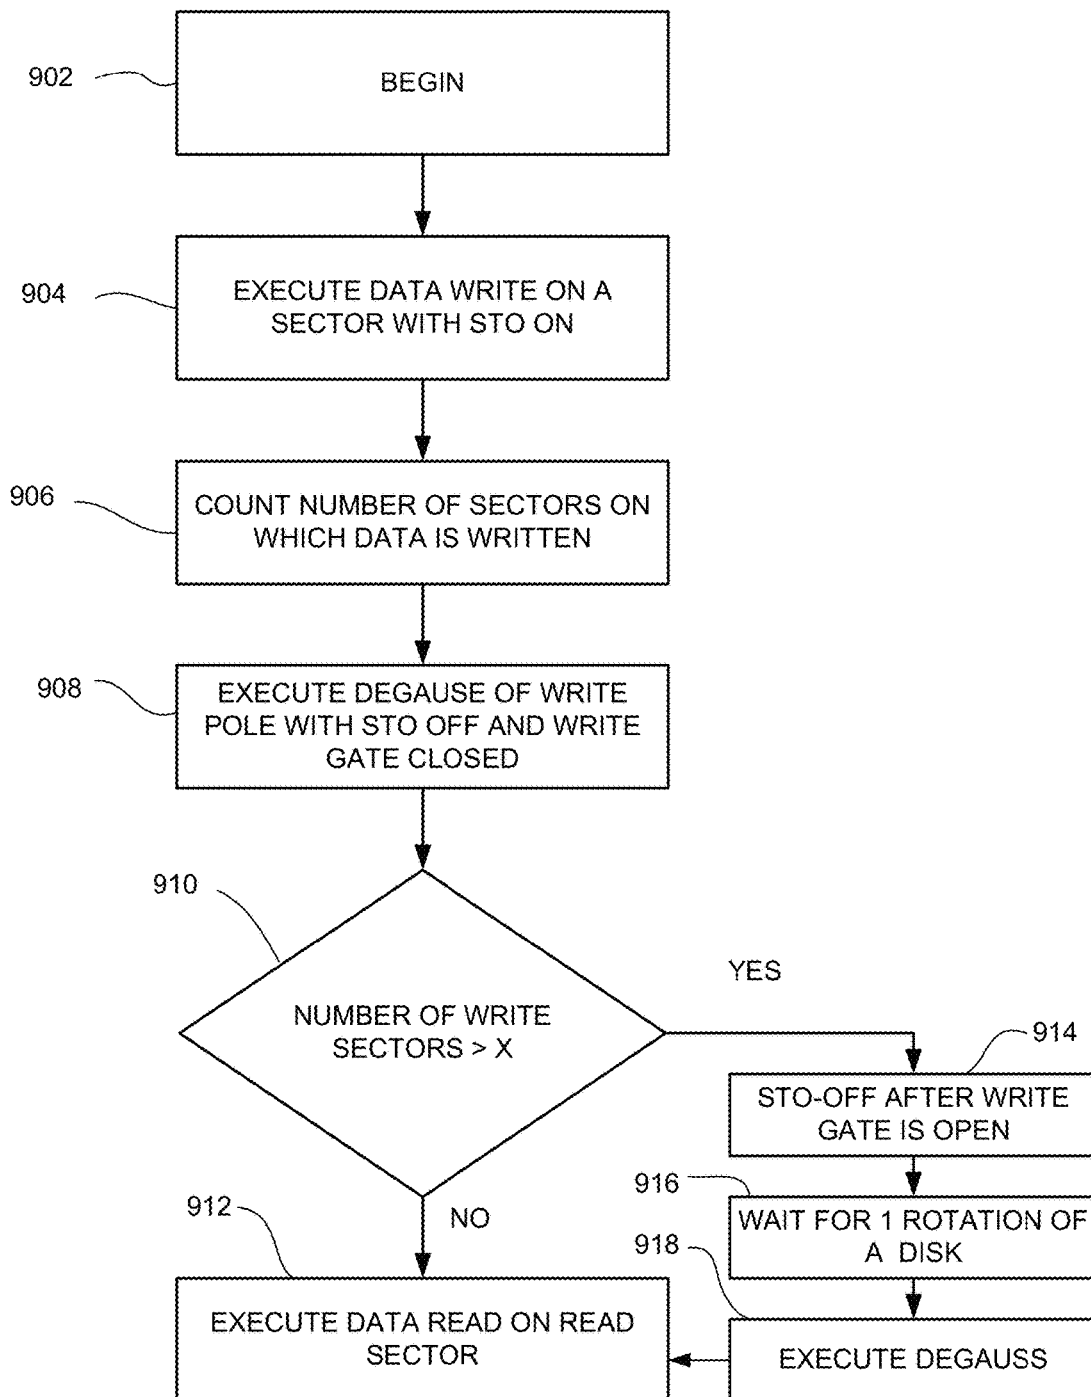 902
BEGIN
904
EXECUTE DATA WRITE ON A
SECTOR WITH STO ON
906
COUNT NUMBER OF SECTORS ON
WHICH DATA IS WRITTEN
908
EXECUTE DEGAUSE OF WRITE
POLE WITH STO OFF AND WRITE
GATE CLOSED
910
NUMBER OF WRITE
SECTORS > X
YES
914
STO-OFF AFTER WRITE
GATE IS OPEN
916
WAIT FOR 1 ROTATION OF
A DISK
918
EXECUTE DEGAUSS
NO
912
EXECUTE DATA READ ON READ
SECTOR